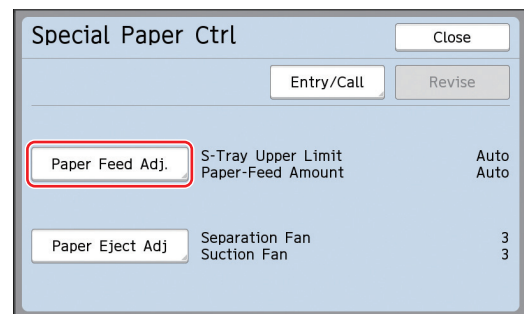 Special Paper Ctrl
Close
Entry/Call
Revise
Paper Feed Adj.
S-Tray Upper Limit Auto
Paper-Feed Amount Auto
Paper Eject Adj
Separation Fan 3
Suction Fan 3